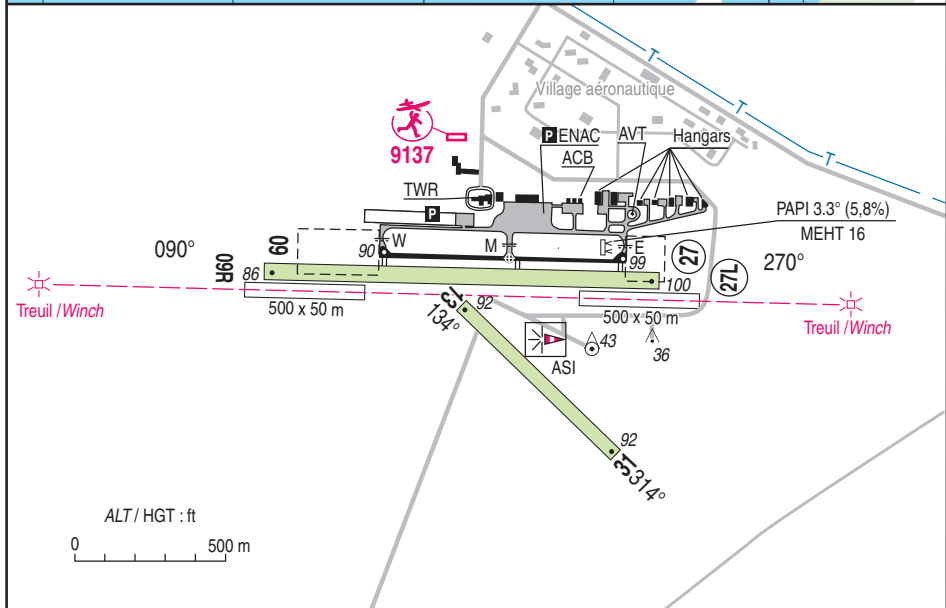 T
Village aéronautique
T
9137
P ENAC
AVT
Hangars
ACB
TWR
P
PAPI 3.3° (5,8%)
MEHT 16
W
M
E
090°
09
90
99
27
270°
09R
86
100
27L
Treuil / Winch
500 x 50 m
13
92
134°
500 x 50 m
Treuil / Winch
43
36
ASI
92
31
314°
ALT / HGT : ft
0
500 m